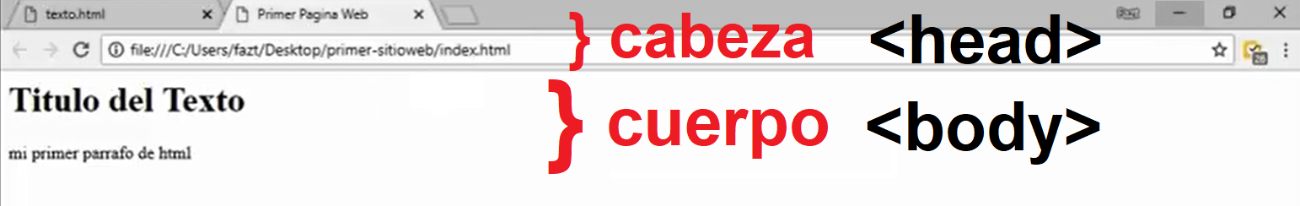 texto.html
Primer Pagina Web
} cabeza <head>
file:///C:/Users/fazt/Desktop/primer-sitioweb/index.html
26
Titulo del Texto
} cuerpo <body>
mi primer parrafo de html